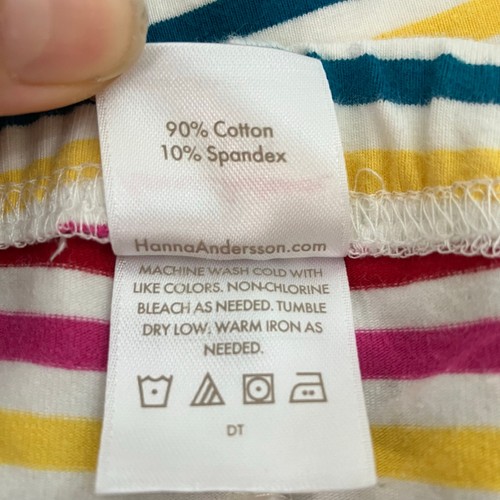 90% Cotton
10% Spandex
HannaAndersson.com
MACHINE WASH COLD WITH
LIKE COLORS. NON-CHLORINE
BLEACH AS NEEDED. TUMBLE
DRY LOW, WARM IRON AS
NEEDED.
DT